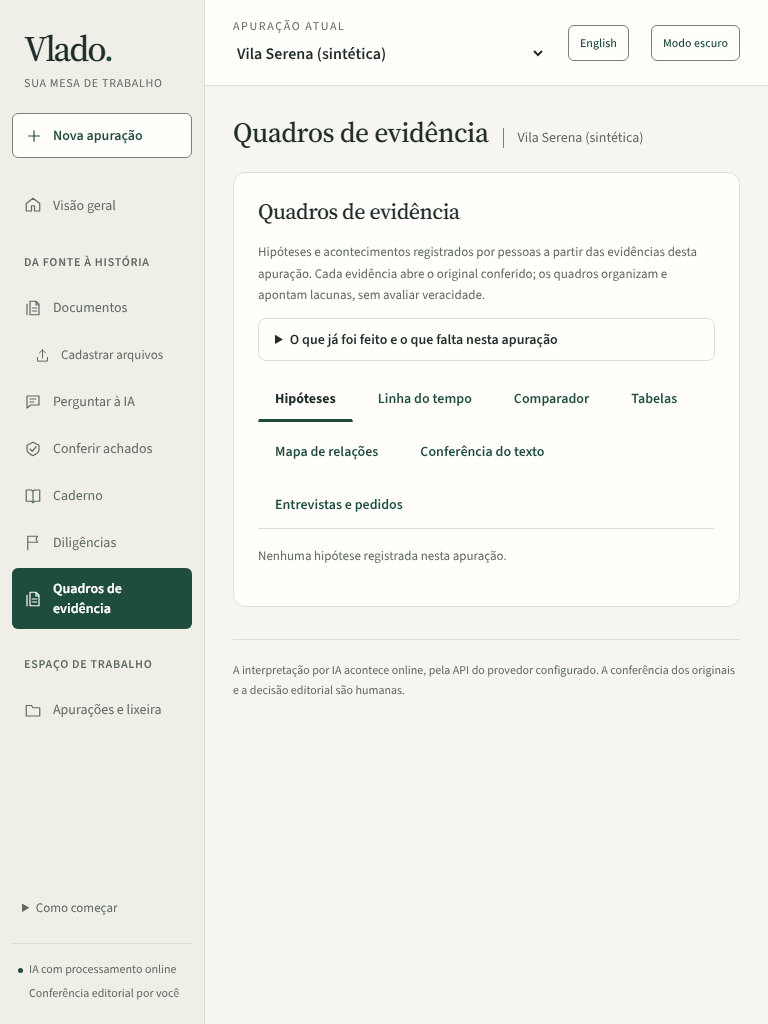 Vlado.
SUA MESA DE TRABALHO
Nova apuração
Visão geral
DA FONTE À HISTÓRIA
Documentos
Cadastrar arquivos
Perguntar à IA
Conferir achados
Caderno
Diligências
Quadros de
evidência
ESPAÇO DE TRABALHO
Apurações e lixeira
Como começar
IA com processamento online
Conferência editorial por você
APURAÇÃO ATUAL
Vila Serena (sintética)
English
Modo escuro
Quadros de evidência
Vila Serena (sintética)
Quadros de evidência
Hipóteses e acontecimentos registrados por pessoas a partir das evidências desta
apuração. Cada evidência abre o original conferido; os quadros organizam e
apontam lacunas, sem avaliar veracidade.
O que já foi feito e o que falta nesta apuração
Hipóteses
Linha do tempo
Comparador
Tabelas
Mapa de relações
Conferência do texto
Entrevistas e pedidos
Nenhuma hipótese registrada nesta apuração.
A interpretação por IA acontece online, pela API do provedor configurado. A conferência dos originais
e a decisão editorial são humanas.